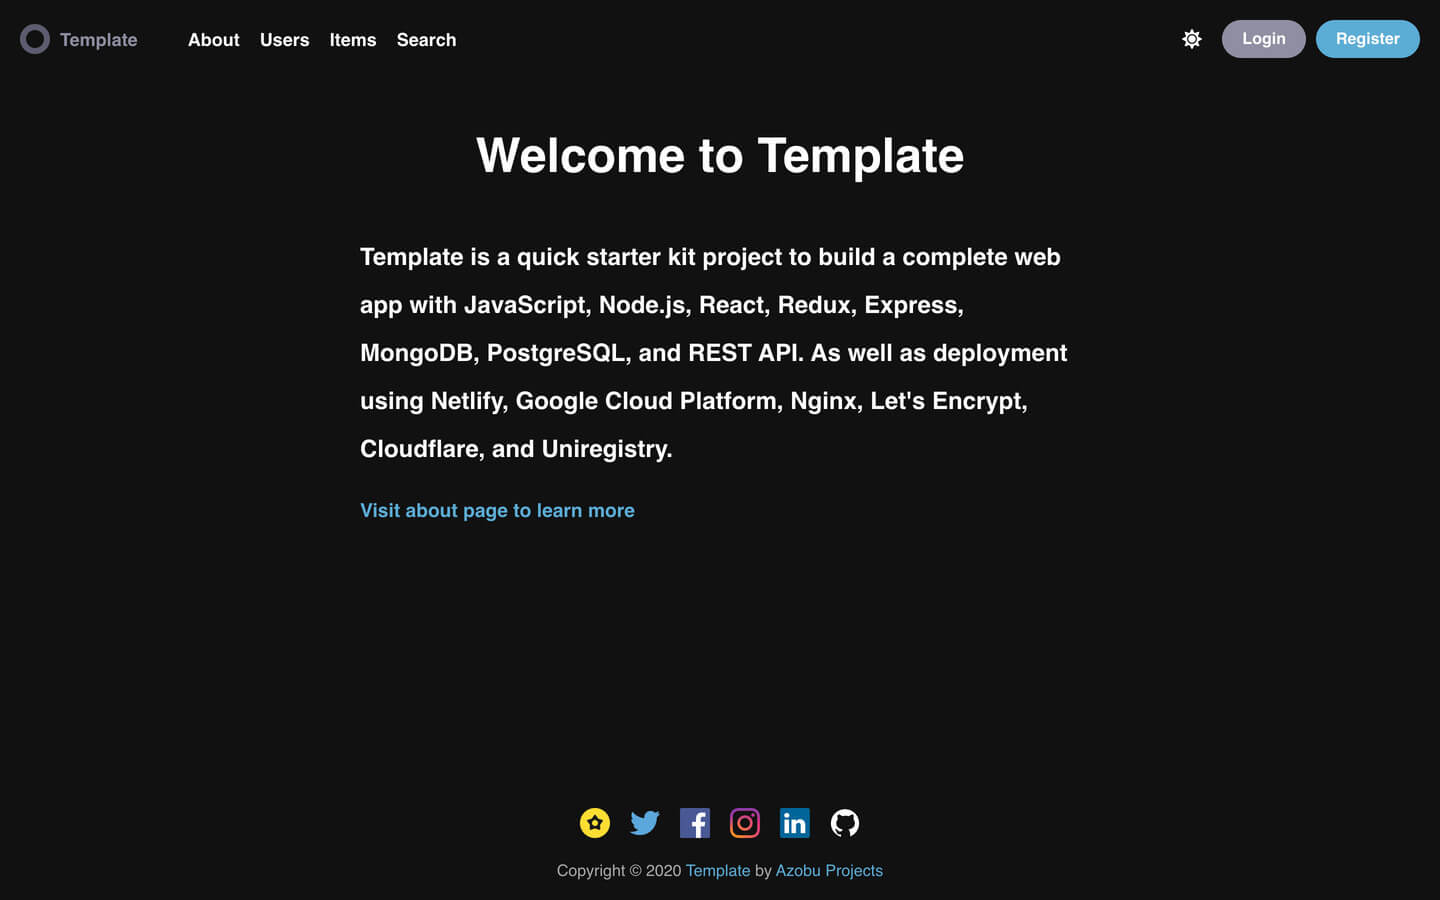 Template
About Users Items Search
Login Register
Welcome to Template
Template is a quick starter kit project to build a complete web
app with JavaScript, Node.js, React, Redux, Express,
MongoDB, PostgreSQL, and REST API. As well as deployment
using Netlify, Google Cloud Platform, Nginx, Let's Encrypt,
Cloudflare, and Uniregistry.
Visit about page to learn more
Copyright © 2020 Template by Azobu Projects